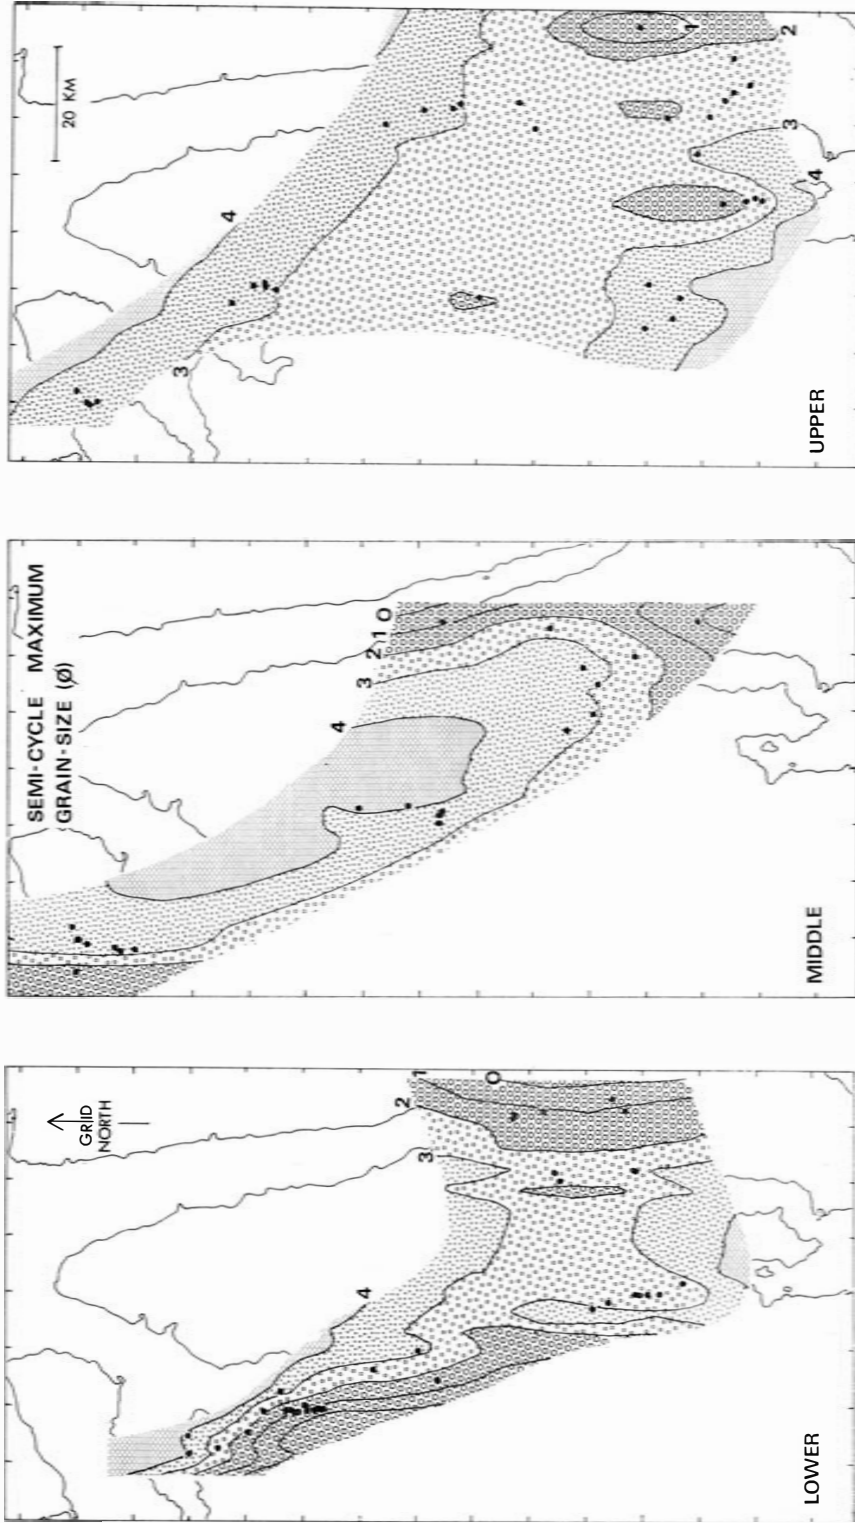 20 KM
4
3
1
2
3
4
UPPER
SEMI-CYCLE MAXIMUM
GRAIN-SIZE (Ø)
0
1
2
3
4
MIDDLE
GRID
NORTH
1
0
2
3
4
LOWER